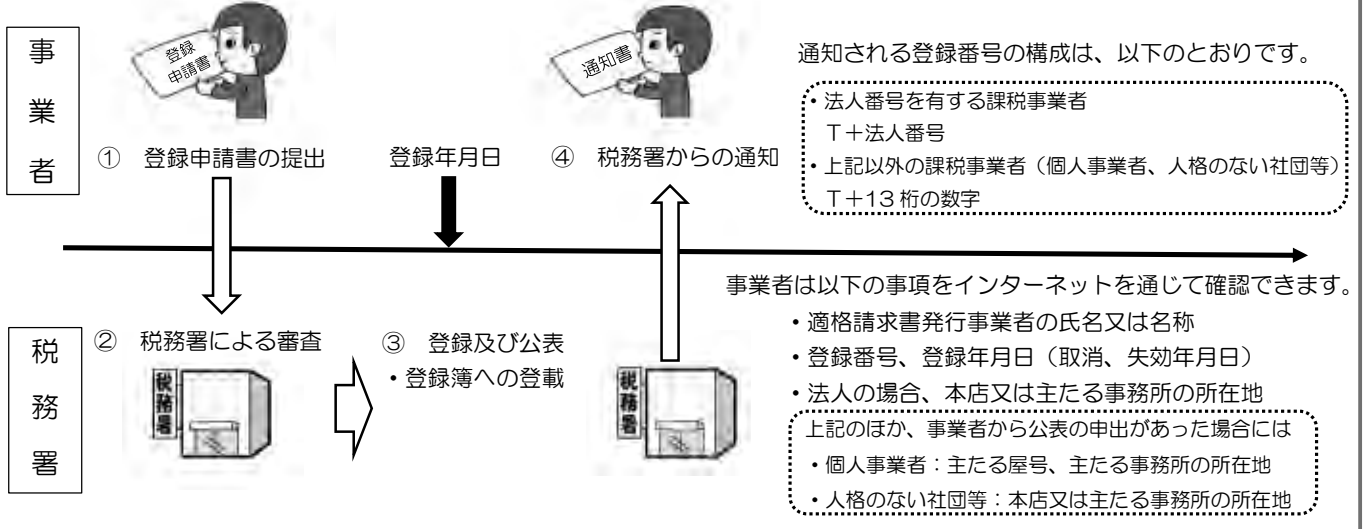 事業者
登録
申請書
① 登録申請書の提出
登録年月日
通知書
④ 税務署からの通知
通知される登録番号の構成は、以下のとおりです。
・法人番号を有する課税事業者
T+法人番号
・上記以外の課税事業者(個人事業者、人格のない社団等)
T+13 桁の数字
税務署
② 税務署による審査
税務署
③ 登録及び公表
・登録簿への登載
税務署
事業者は以下の事項をインターネットを通じて確認できます。
・適格請求書発行事業者の氏名又は名称
・登録番号、登録年月日(取消、失効年月日)
・法人の場合、本店又は主たる事務所の所在地
上記のほか、事業者から公表の申出があった場合には
・個人事業者:主たる屋号、主たる事務所の所在地
・人格のない社団等:本店又は主たる事務所の所在地